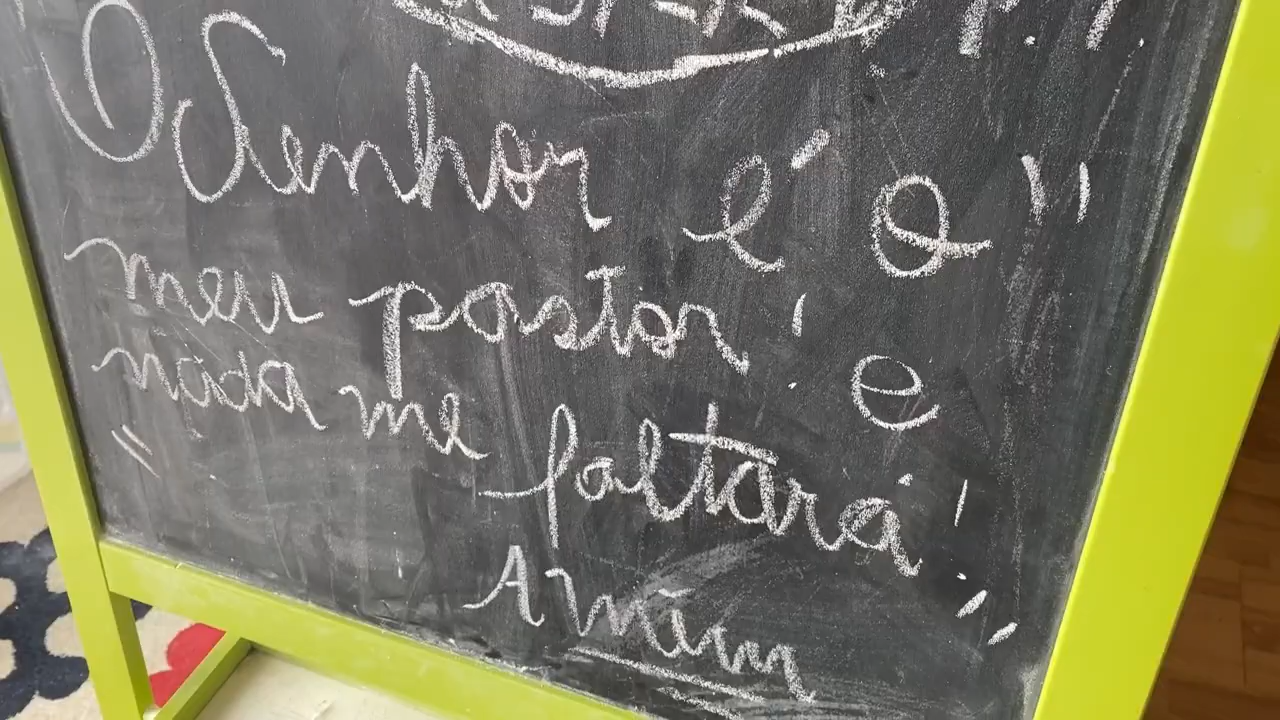 O Senhor é o "
meu pastor! e
nada me faltará!
" "
Amém